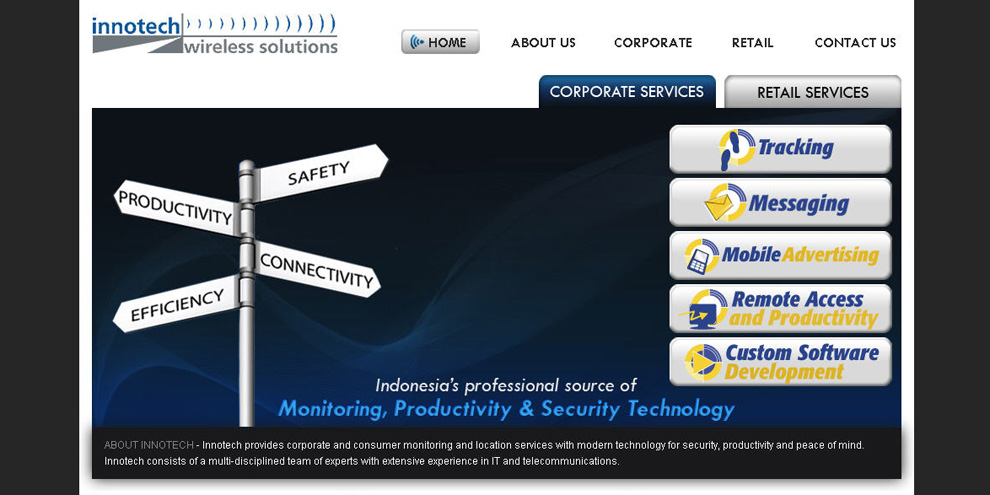 innotech
wireless solutions
HOME
ABOUT US
CORPORATE
RETAIL
CONTACT US
CORPORATE SERVICES
RETAIL SERVICES
SAFETY
PRODUCTIVITY
CONNECTIVITY
EFFICIENCY
Tracking
Messaging
Mobile Advertising
Remote Access
and Productivity
Custom Software
Development
Indonesia's professional source of
Monitoring, Productivity & Security Technology
ABOUT INNOTECH - Innotech provides corporate and consumer monitoring and location services with modern technology for security, productivity and peace of mind.
Innotech consists of a multi-disciplined team of experts with extensive experience in IT and telecommunications.